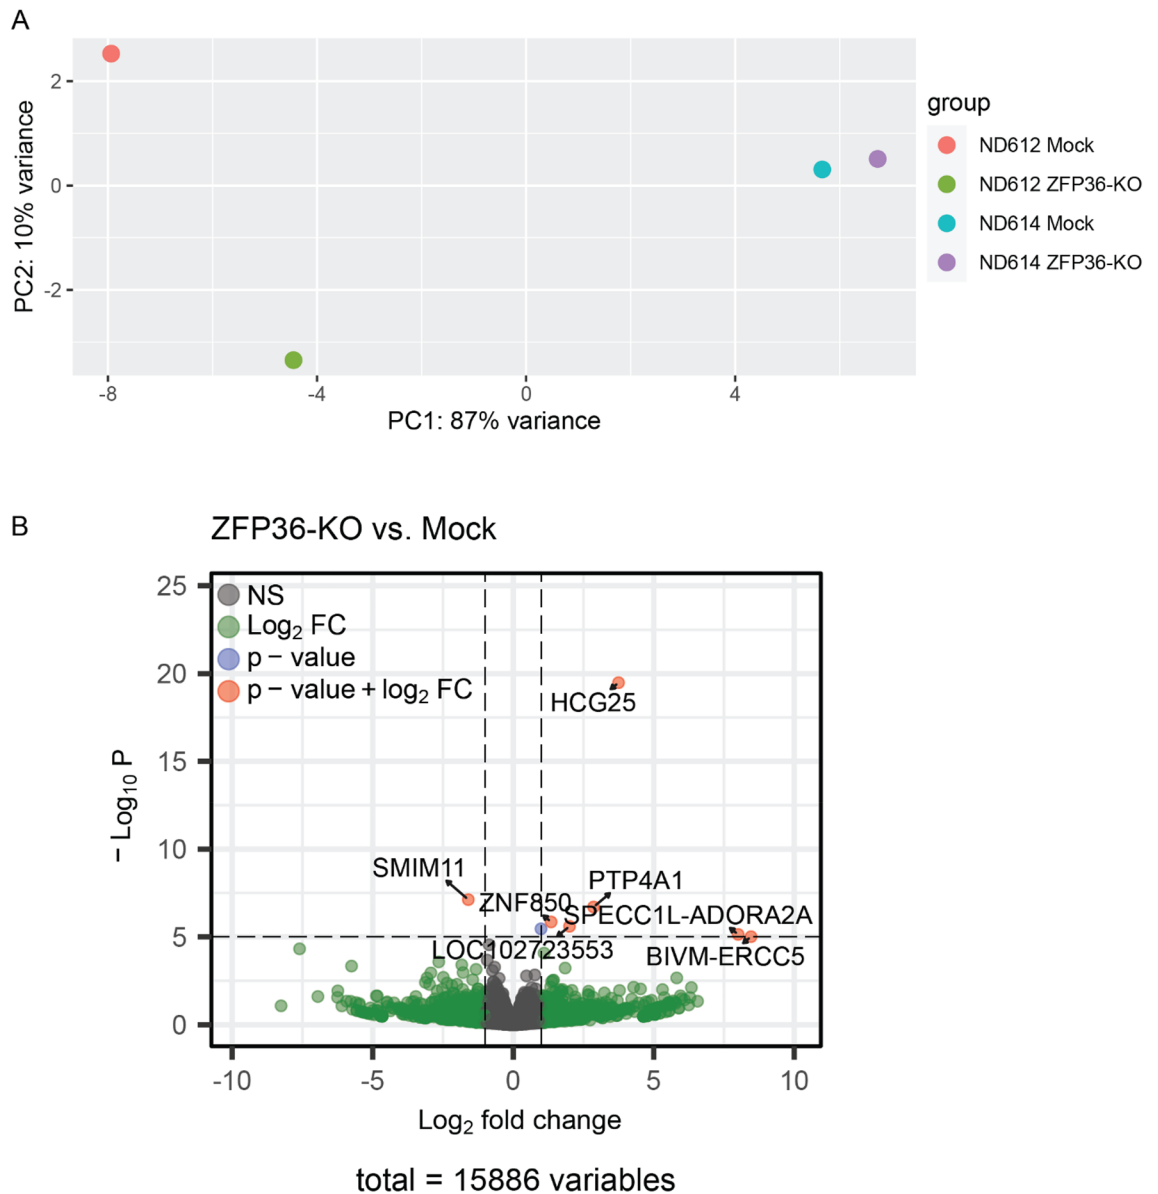 A
2
0
-2
PC2: 10% variance
-8
-4
0
4
PC1: 87% variance
group
ND612 Mock
ND612 ZFP36-KO
ND614 Mock
ND614 ZFP36-KO
B
ZFP36-KO vs. Mock
25
20
15
10
5
0
− Log10 P
NS
Log2 FC
p − value
p − value + log2 FC
HCG25
SMIM11
PTP4A1
ZNF850
SPECC1L-ADORA2A
LOC102723553
BIVM-ERCC5
-10
-5
0
5
10
Log2 fold change
total = 15886 variables